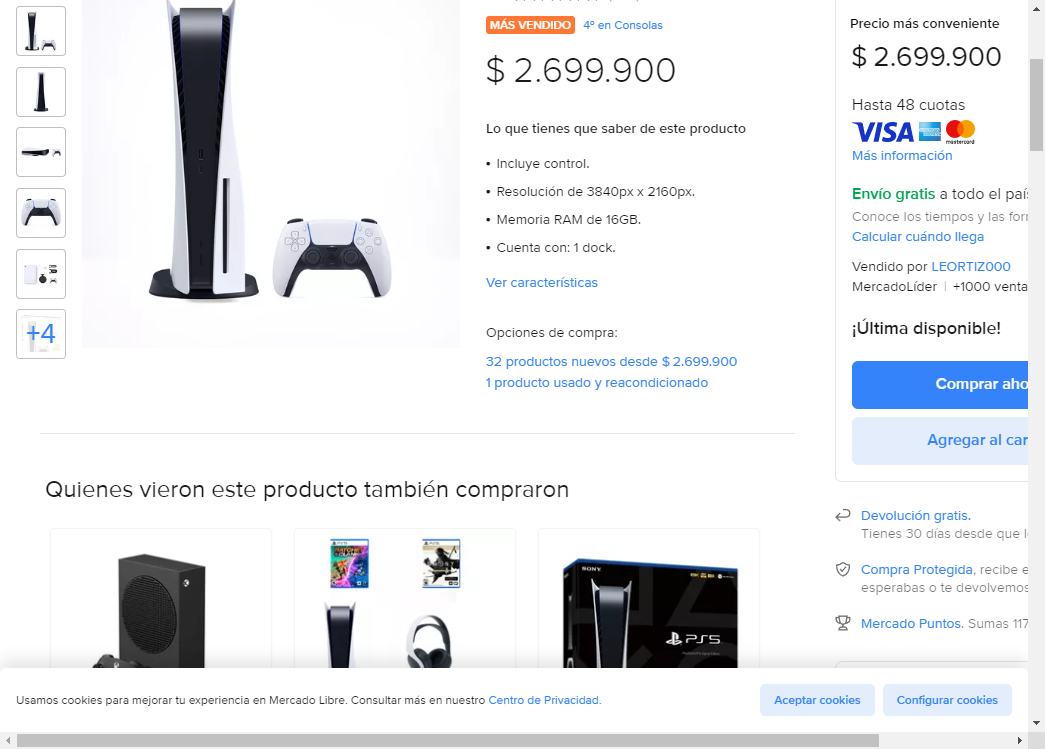 MÁS VENDIDO 4º en Consolas
$ 2.699.900
Lo que tienes que saber de este producto
• Incluye control.
• Resolución de 3840px x 2160px.
• Memoria RAM de 16GB.
• Cuenta con: 1 dock.
Ver características
Opciones de compra:
32 productos nuevos desde $ 2.699.900
1 producto usado y reacondicionado
+4
Precio más conveniente
$ 2.699.900
Hasta 48 cuotas
VISA mastercard
Más información
Envío gratis a todo el país
Conoce los tiempos y las for
Calcular cuándo llega
Vendido por LEORTIZ000
MercadoLíder | +1000 venta
¡Última disponible!
Comprar aho
Agregar al car
Devolución gratis.
Tienes 30 días desde que l
Compra Protegida, recibe e
esperabas o te devolvemos
Mercado Puntos. Sumas 117
Quienes vieron este producto también compraron
SONY
PS5
Usamos cookies para mejorar tu experiencia en Mercado Libre. Consultar más en nuestro Centro de Privacidad.
Aceptar cookies
Configurar cookies